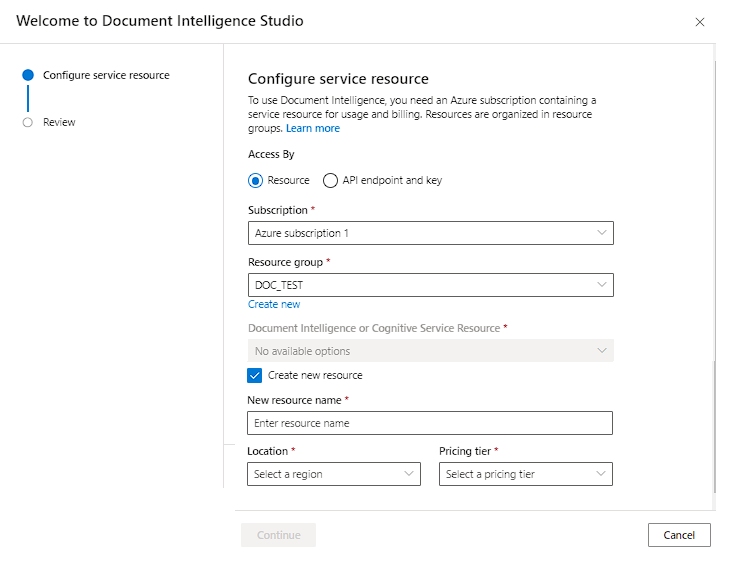 Welcome to Document Intelligence Studio
Configure service resource
Review
Configure service resource
To use Document Intelligence, you need an Azure subscription containing a
service resource for usage and billing. Resources are organized in resource
groups. Learn more
Access By
Resource API endpoint and key
Subscription *
Azure subscription 1
Resource group *
DOC_TEST
Create new
Document Intelligence or Cognitive Service Resource *
No available options
Create new resource
New resource name *
Enter resource name
Location * Pricing tier *
Select a region Select a pricing tier
Continue Cancel